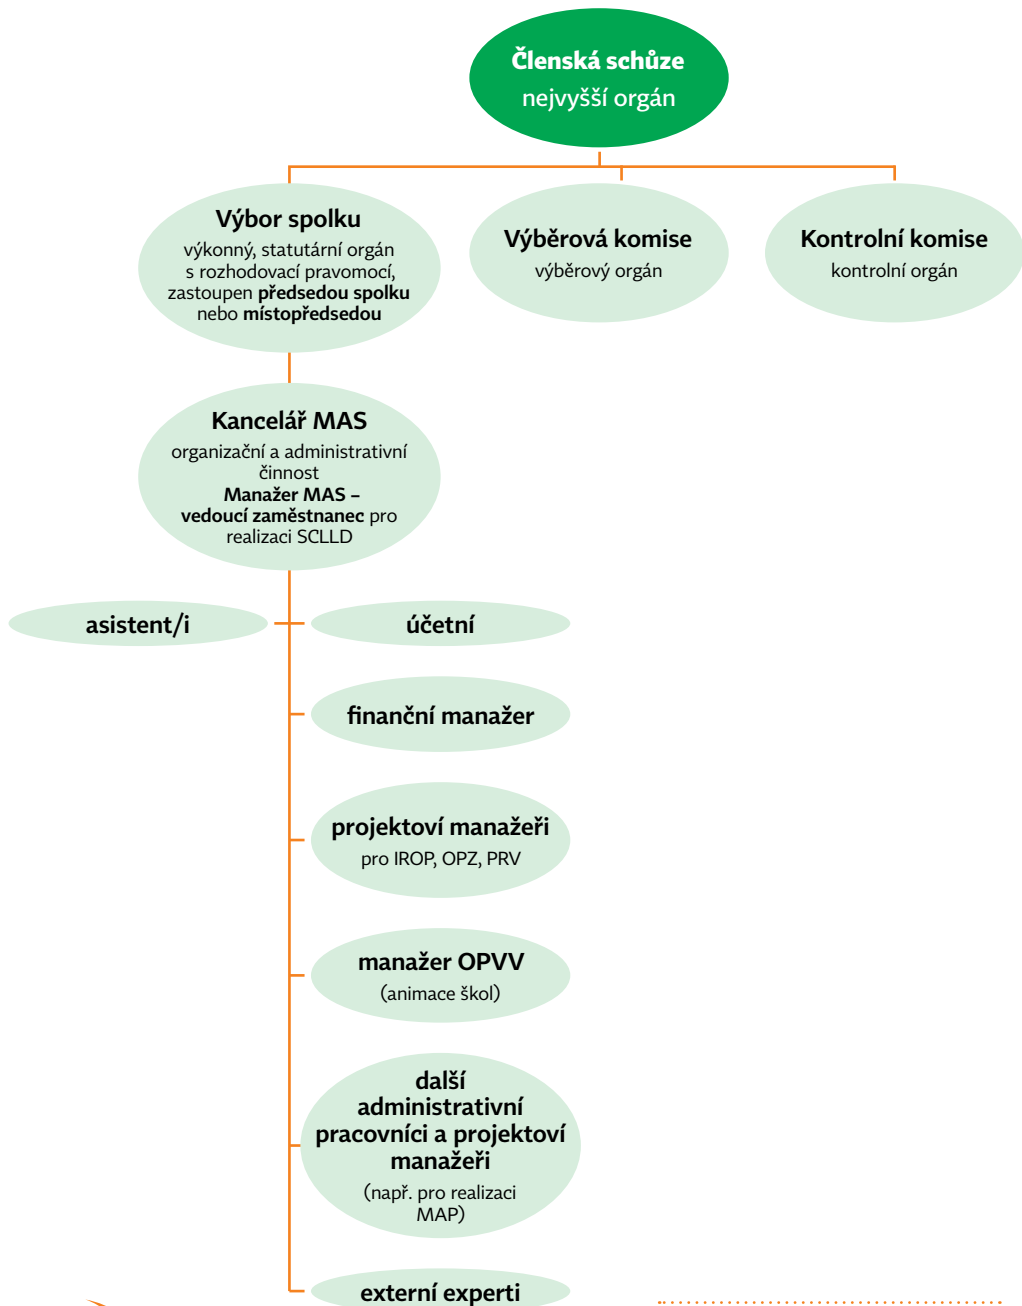 Členská schůze
nejvyšší orgán
Výbor spolku
výkonný, statutární orgán
s rozhodovací pravomocí,
zastoupen předsedou spolku
nebo místopředsedou
Výběrová komise
výběrový orgán
Kontrolní komise
kontrolní orgán
Kancelář MAS
organizační a administrativní
činnost
Manažer MAS –
vedoucí zaměstnanec pro
realizaci SCLLD
asistent/i
účetní
finanční manažer
projektoví manažeři
pro IROP, OPZ, PRV
manažer OPVV
(animace škol)
další
administrativní
pracovníci a projektoví
manažeři
(např. pro realizaci
MAP)
externí experti